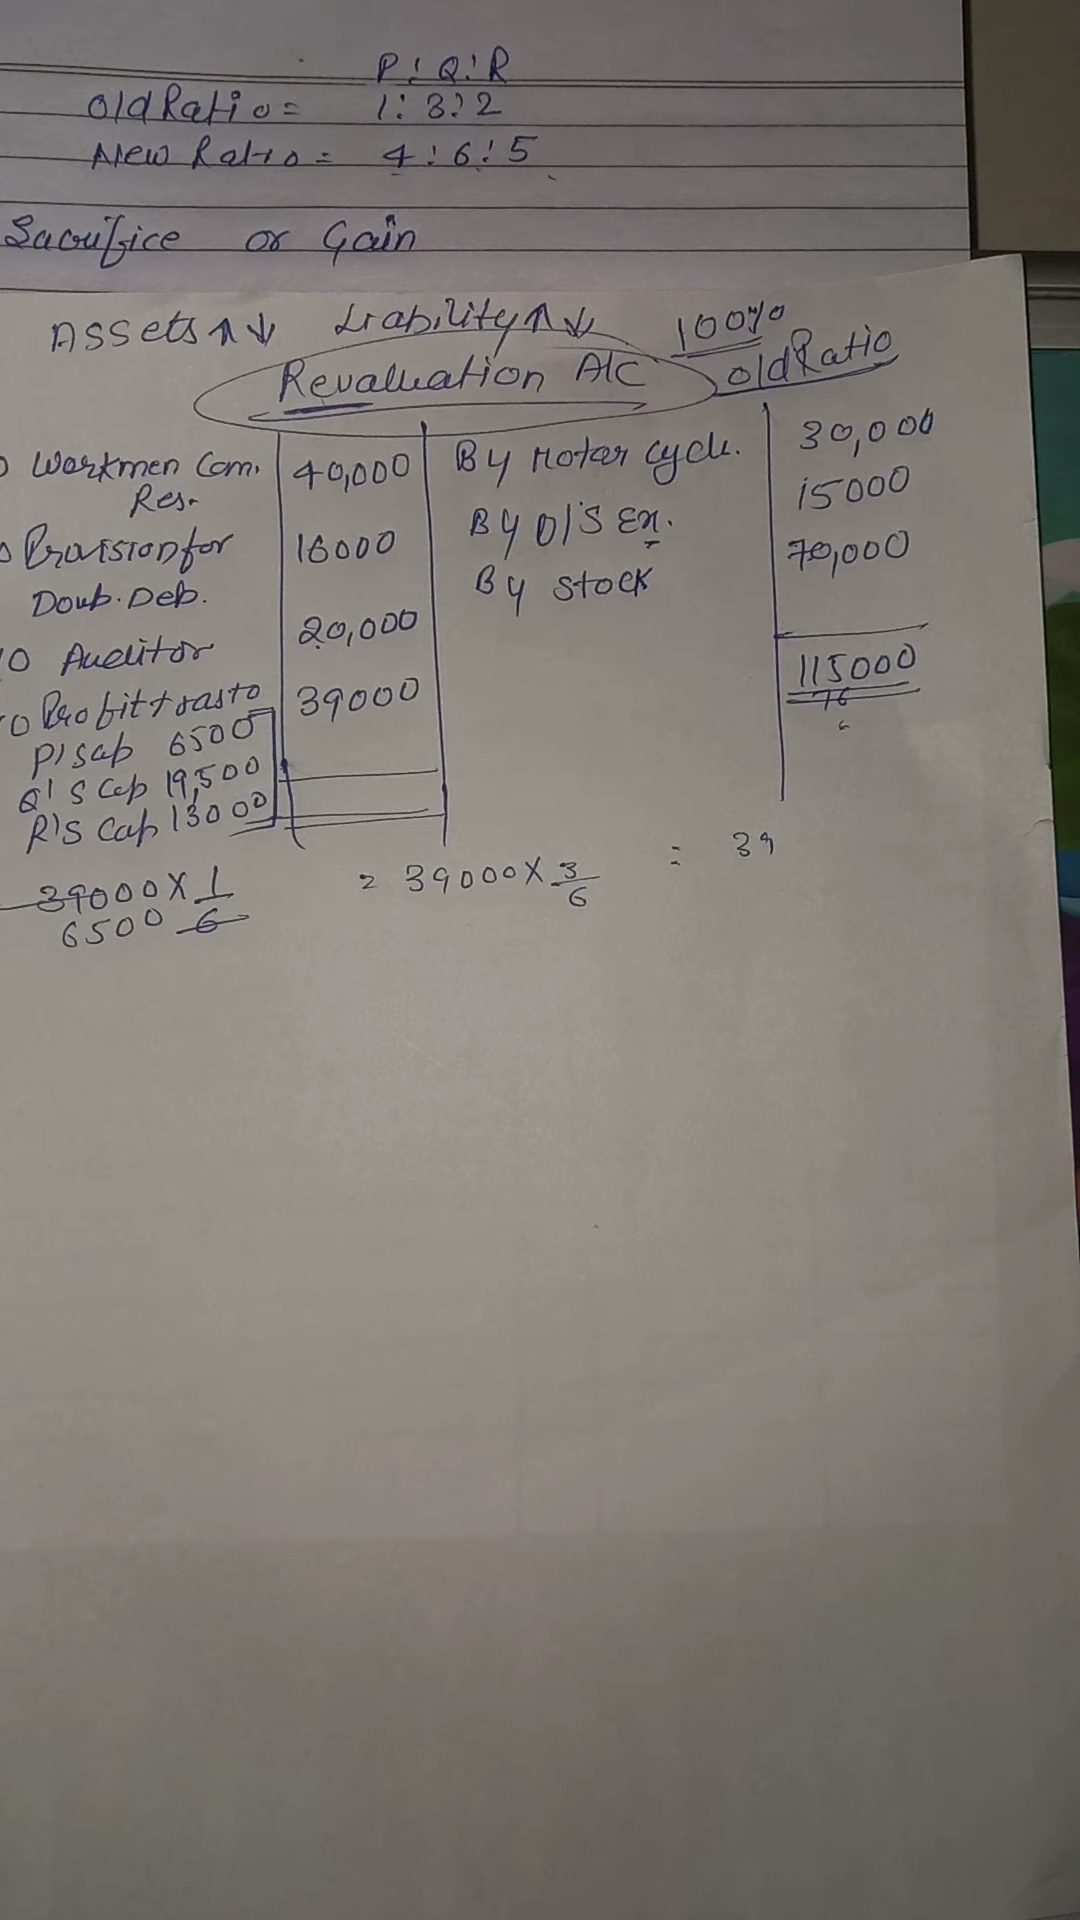 P : Q : R
Old Ratio = 1 : 3 : 2
New Ratio = 4 : 6 : 5
Sacrifice or Gain
Assets ↑↓ Liability ↑↓ 100%
Revaluation A/c old Ratio
Workmen Com. Res. 40,000 By Motor cycle. 30,000
Provision for Doub. Deb. 16000 By O/S Ex. 15000
O Auditor 20,000 By Stock 70,000
O Profit trasto 39000 115000
76
P's cap 6500
Q's Cap 19,500
R's Cap 13000
39000 X 1/6 = 39000 X 3/6 = 39
6500